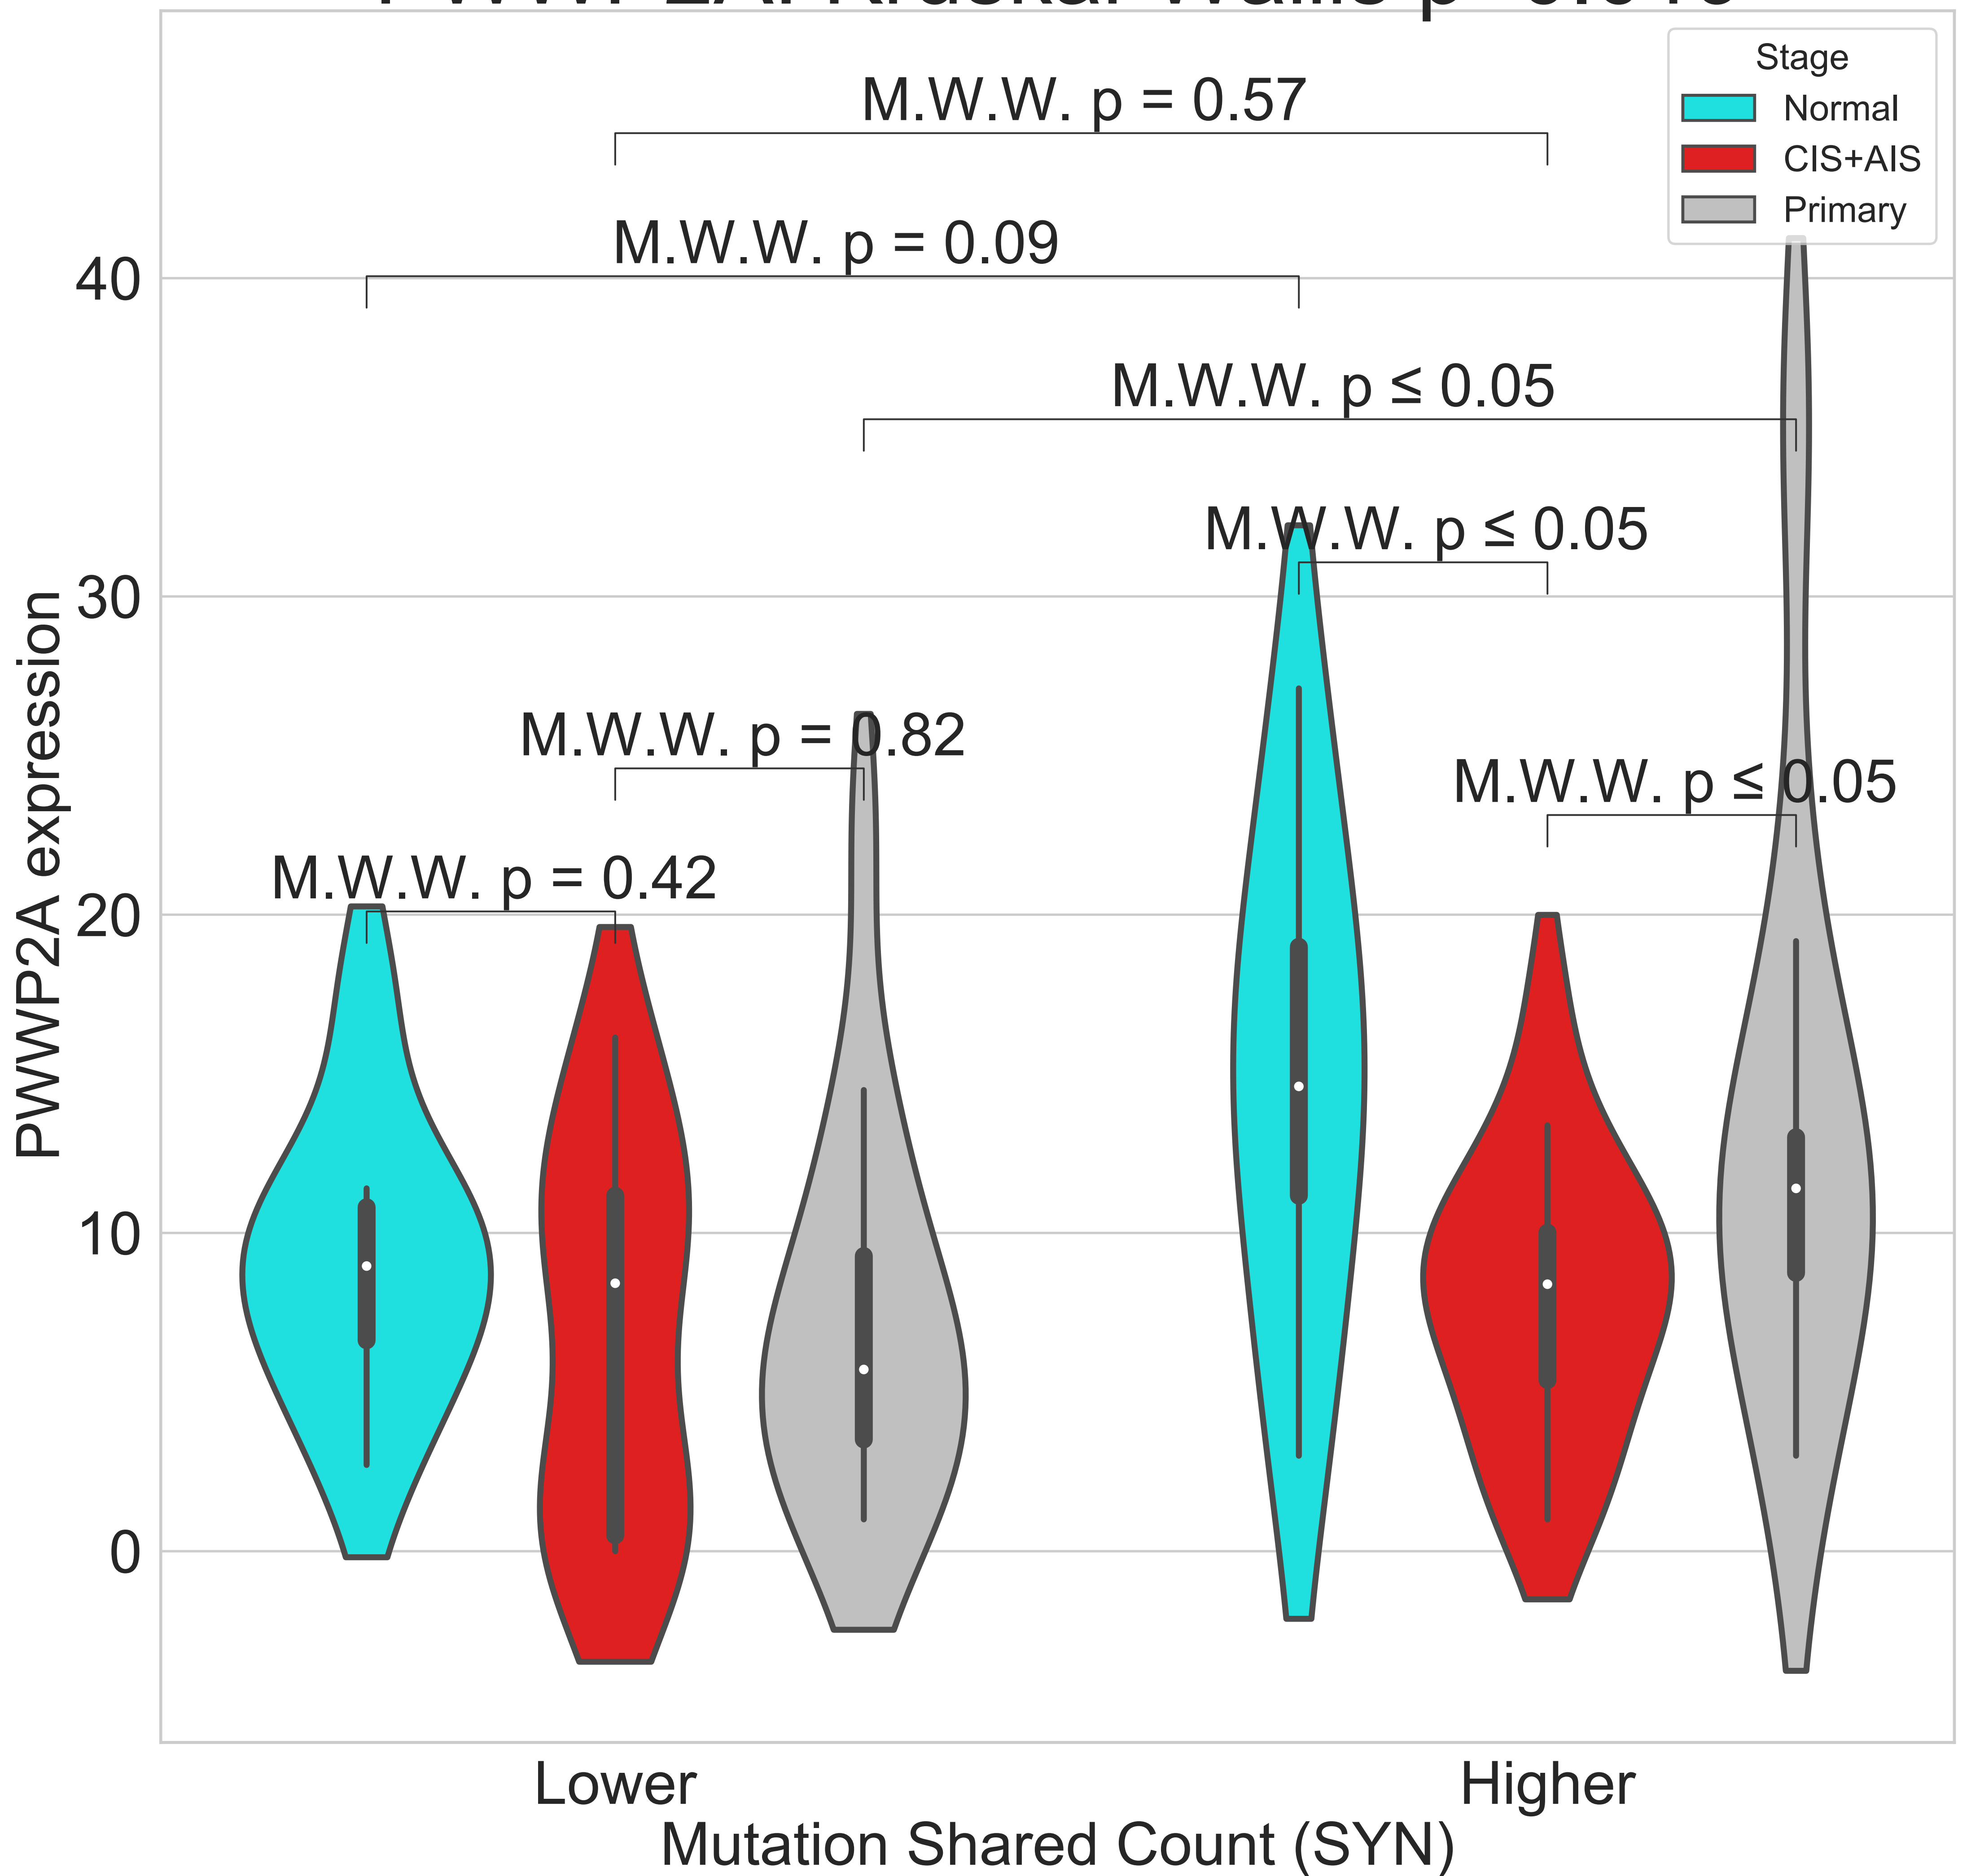 Stage
Normal
CIS+AIS
Primary
M.W.W. p = 0.57
M.W.W. p = 0.09
M.W.W. p ≤ 0.05
M.W.W. p ≤ 0.05
M.W.W. p = 0.82
M.W.W. p ≤ 0.05
M.W.W. p = 0.42
40
30
20
10
0
PWWP2A expression
Lower
Higher
Mutation Shared Count (SYN)